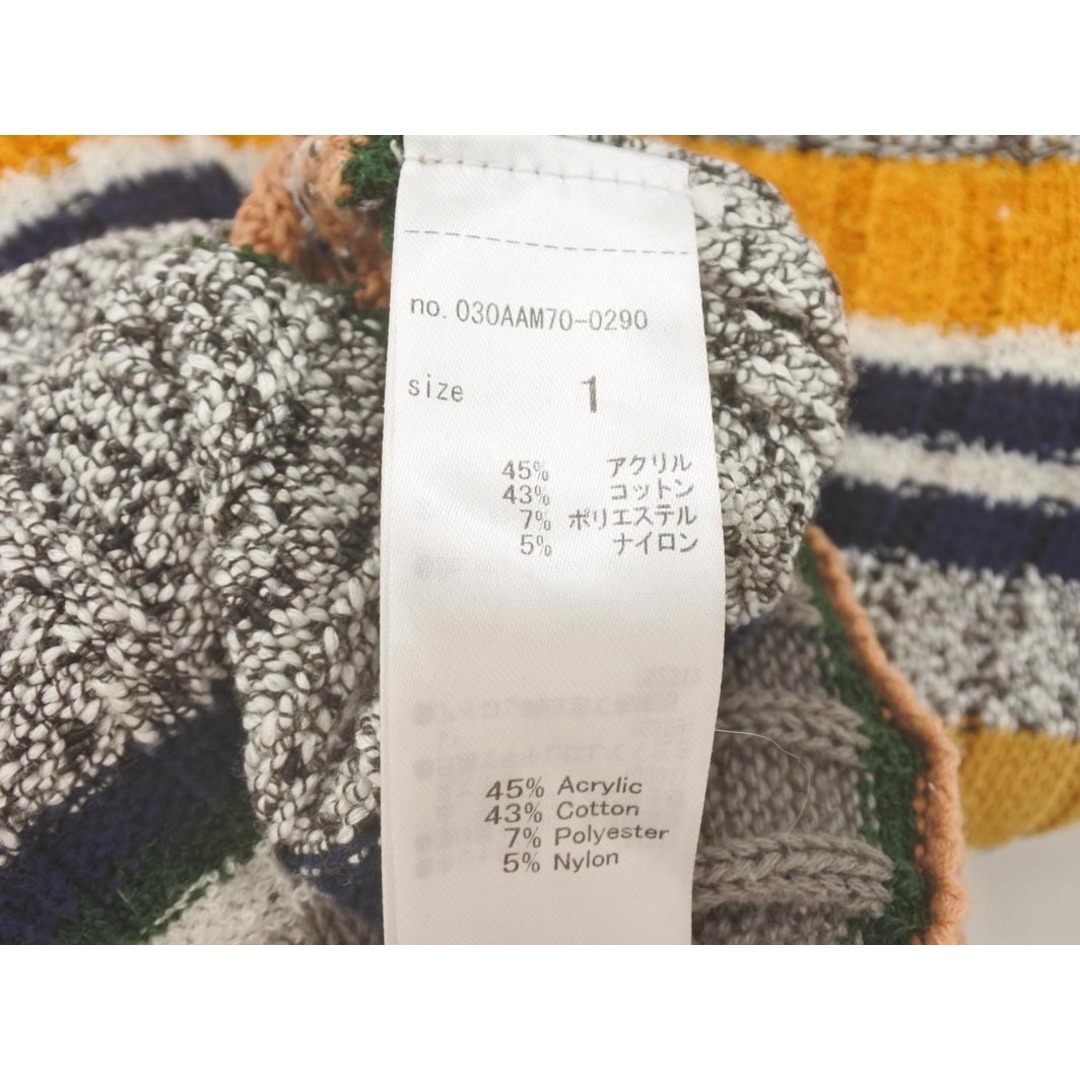 no. 030AAM70-0290
size 1
45% アクリル
43% コットン
7% ポリエステル
5% ナイロン
45% Acrylic
43% Cotton
7% Polyester
5% Nylon